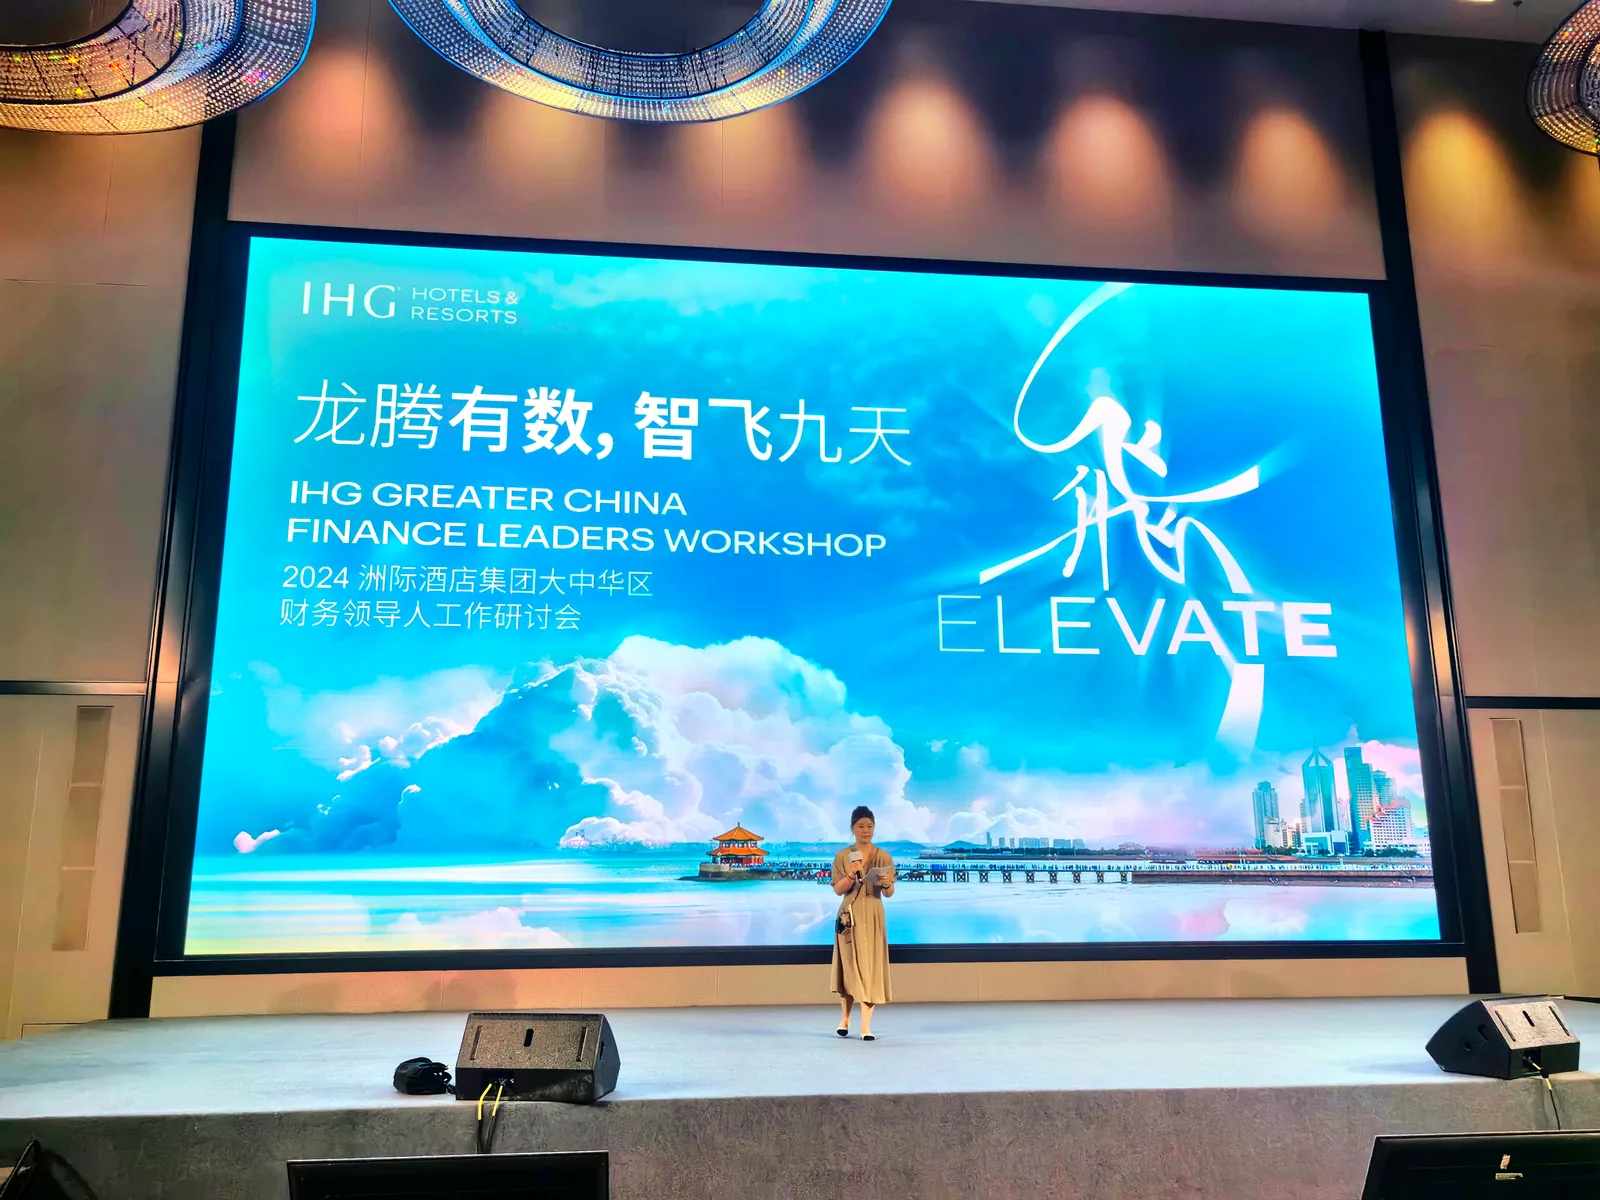 IHG HOTELS &
RESORTS
龙腾有数，智飞九天
IHG GREATER CHINA
FINANCE LEADERS WORKSHOP
2024 洲际酒店集团大中华区
财务领导人工作研讨会
飛
ELEVATE